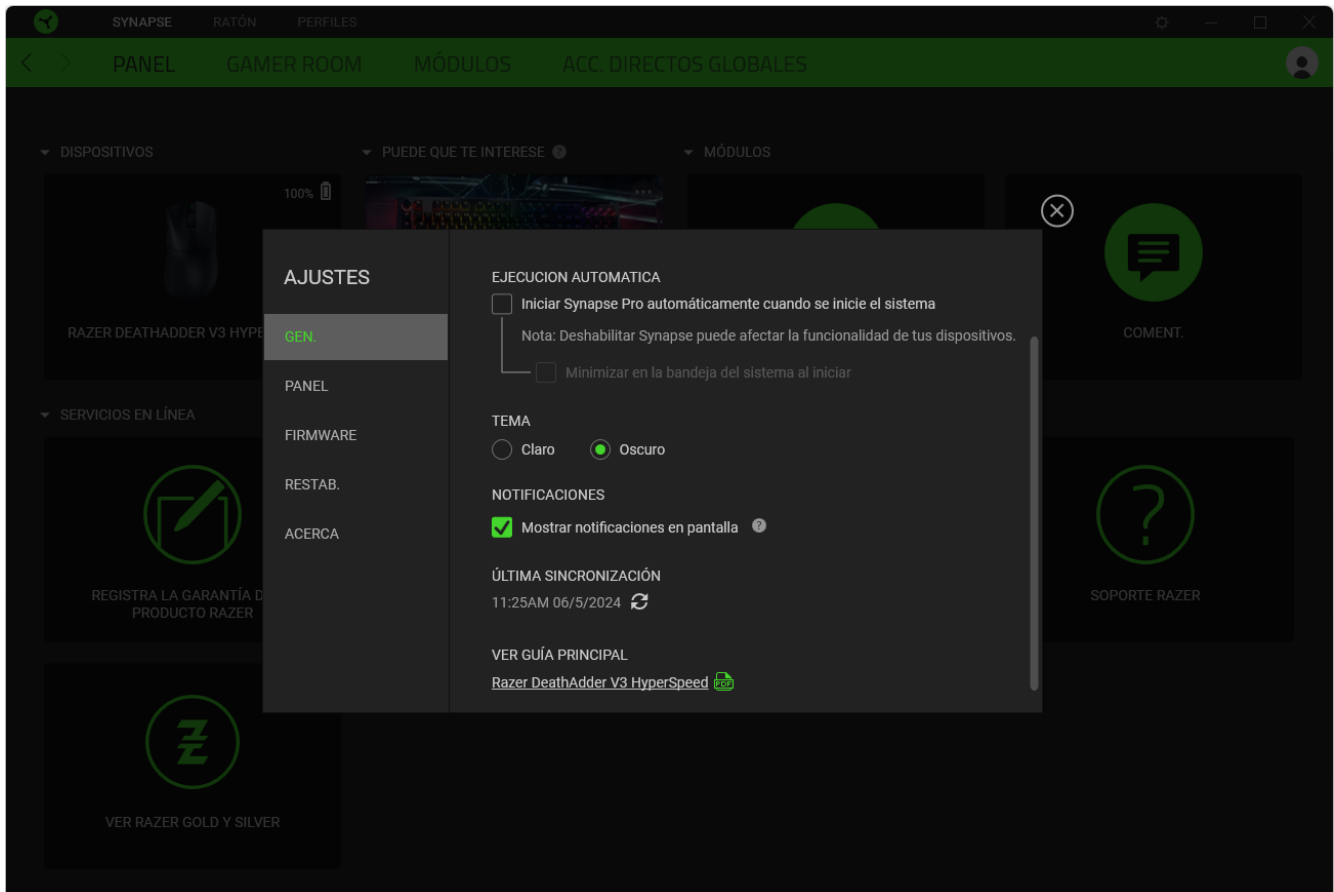 SYNAPSE RATÓN PERFILES
PANEL GAMER ROOM MÓDULOS ACC. DIRECTOS GLOBALES
DISPOSITIVOS
PUEDE QUE TE INTERESE ?
MÓDULOS
100%
RAZER DEATHADDER V3 HYPE
COMENT.
SERVICIOS EN LÍNEA
REGISTRA LA GARANTÍA D
PRODUCTO RAZER
SOPORTE RAZER
VER RAZER GOLD Y SILVER
AJUSTES
GEN.
PANEL
FIRMWARE
RESTAB.
ACERCA
EJECUCION AUTOMATICA
Iniciar Synapse Pro automáticamente cuando se inicie el sistema
Nota: Deshabilitar Synapse puede afectar la funcionalidad de tus dispositivos.
Minimizar en la bandeja del sistema al iniciar
TEMA
Claro Oscuro
NOTIFICACIONES
Mostrar notificaciones en pantalla ?
ÚLTIMA SINCRONIZACIÓN
11:25AM 06/5/2024
VER GUÍA PRINCIPAL
Razer DeathAdder V3 HyperSpeed PDF